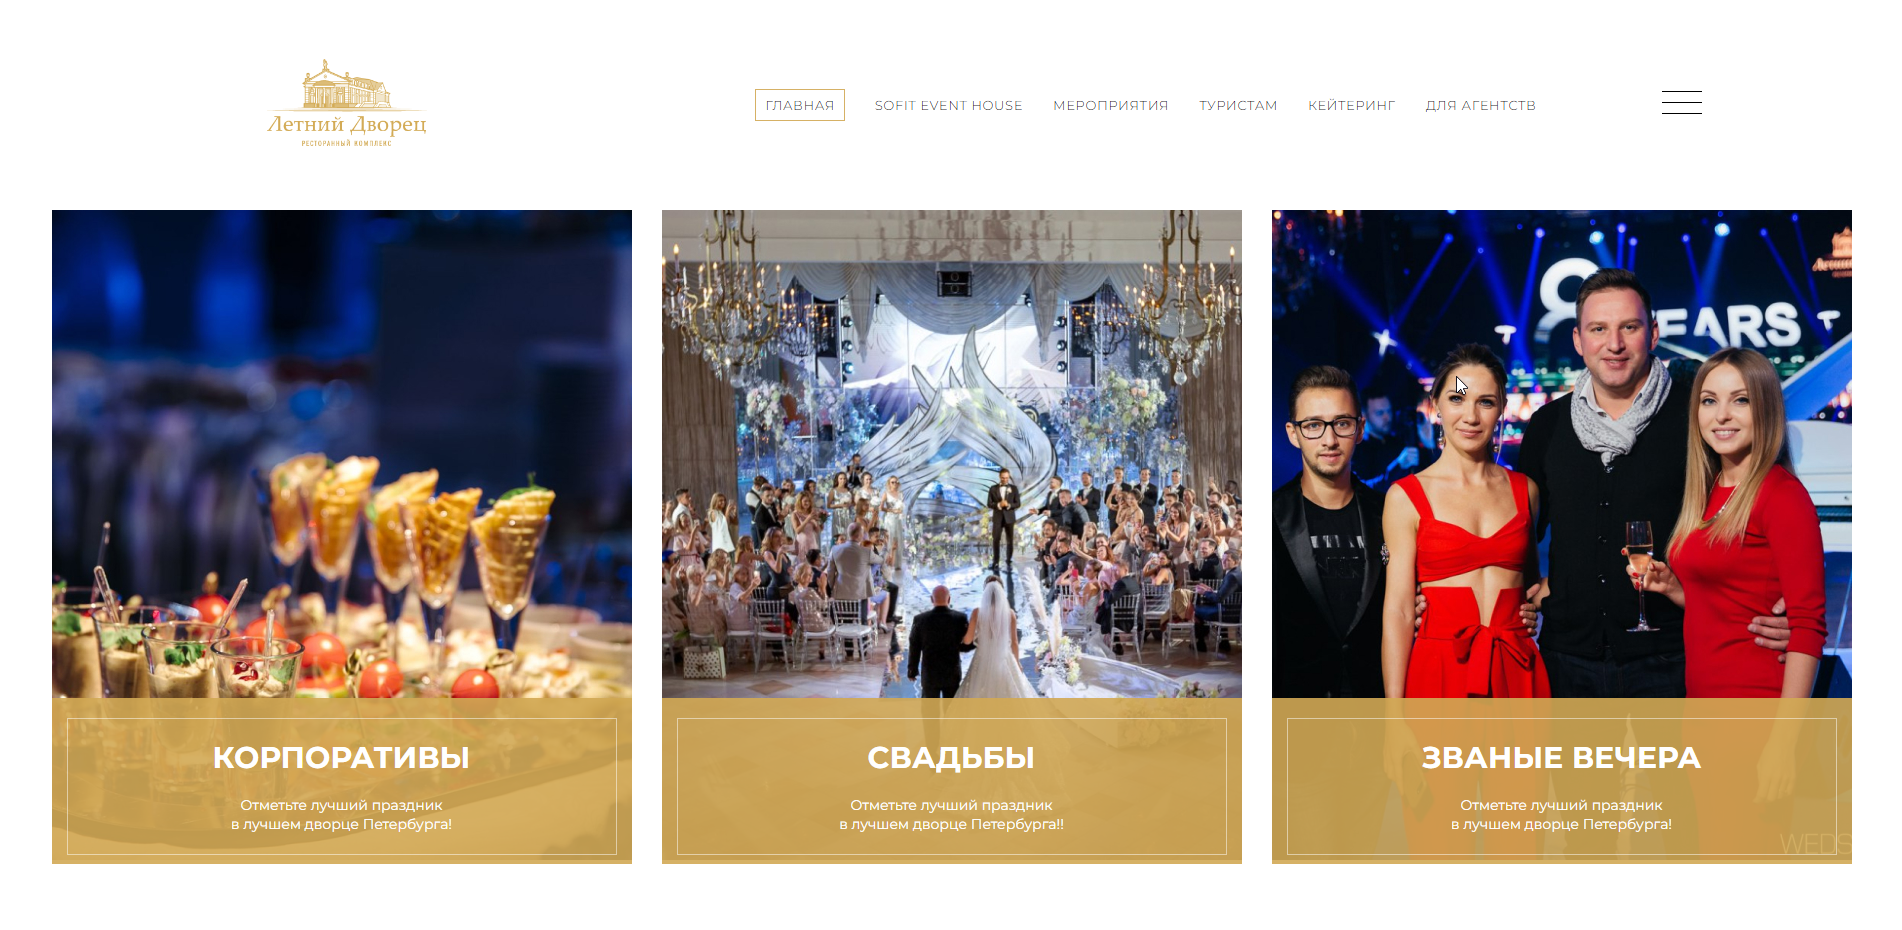 Летний Дворец
РЕСТОРАННЫЙ КОМПЛЕКС
ГЛАВНАЯ
SOFIT EVENT HOUSE
МЕРОПРИЯТИЯ
ТУРИСТАМ
КЕЙТЕРИНГ
ДЛЯ АГЕНТСТВ
8 YEARS
КОРПОРАТИВЫ
Отметьте лучший праздник
в лучшем дворце Петербурга!
СВАДЬБЫ
Отметьте лучший праздник
в лучшем дворце Петербурга!!
ЗВАНЫЕ ВЕЧЕРА
Отметьте лучший праздник
в лучшем дворце Петербурга!
WEDS